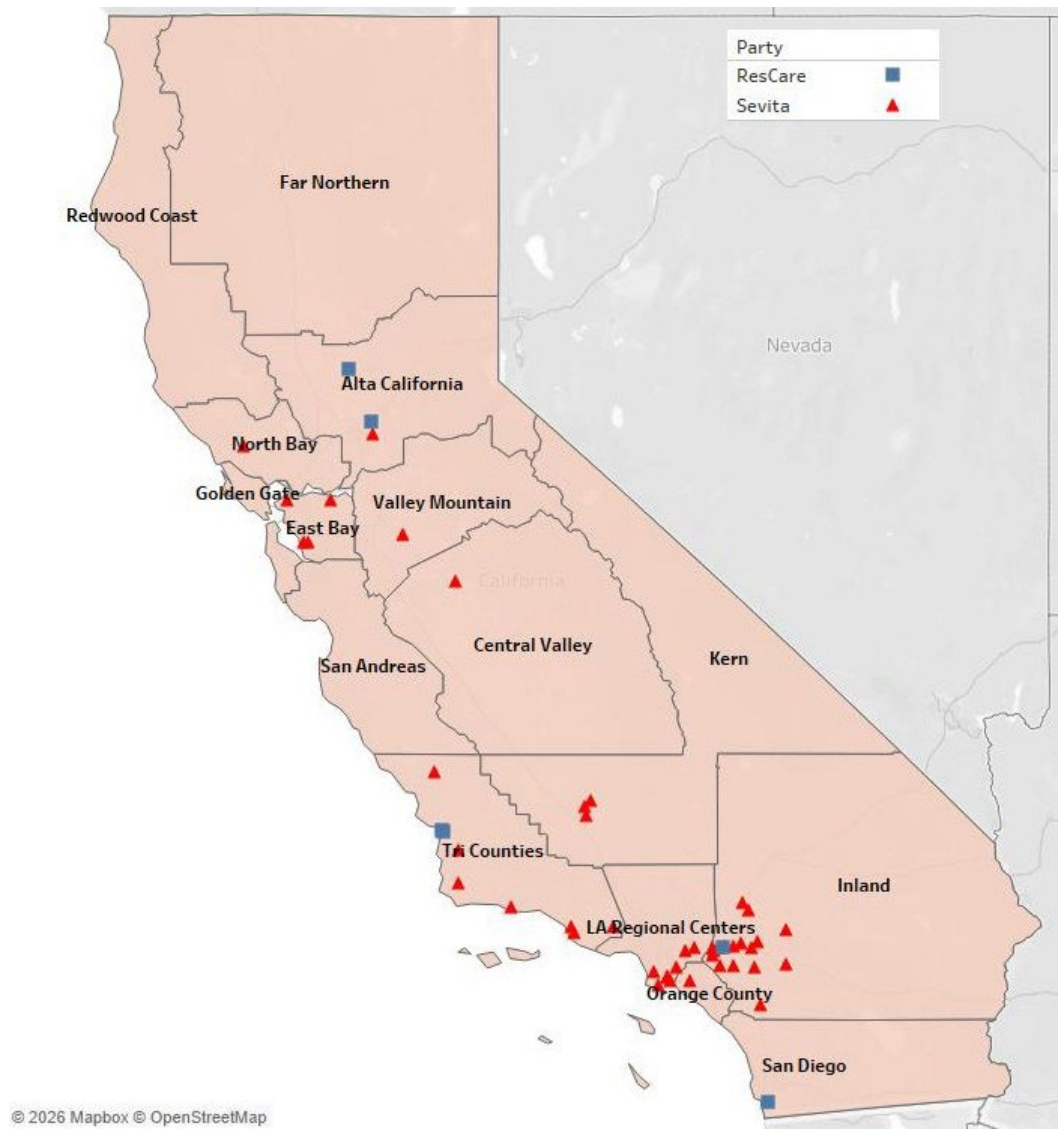 Party
ResCare
Sevita
Far Northern
Redwood Coast
Nevada
Alta California
North Bay
Golden Gate
Valley Mountain
East Bay
California
Central Valley
Kern
San Andreas
Tri Counties
Inland
LA Regional Centers
Orange County
San Diego
© 2026 Mapbox © OpenStreetMap